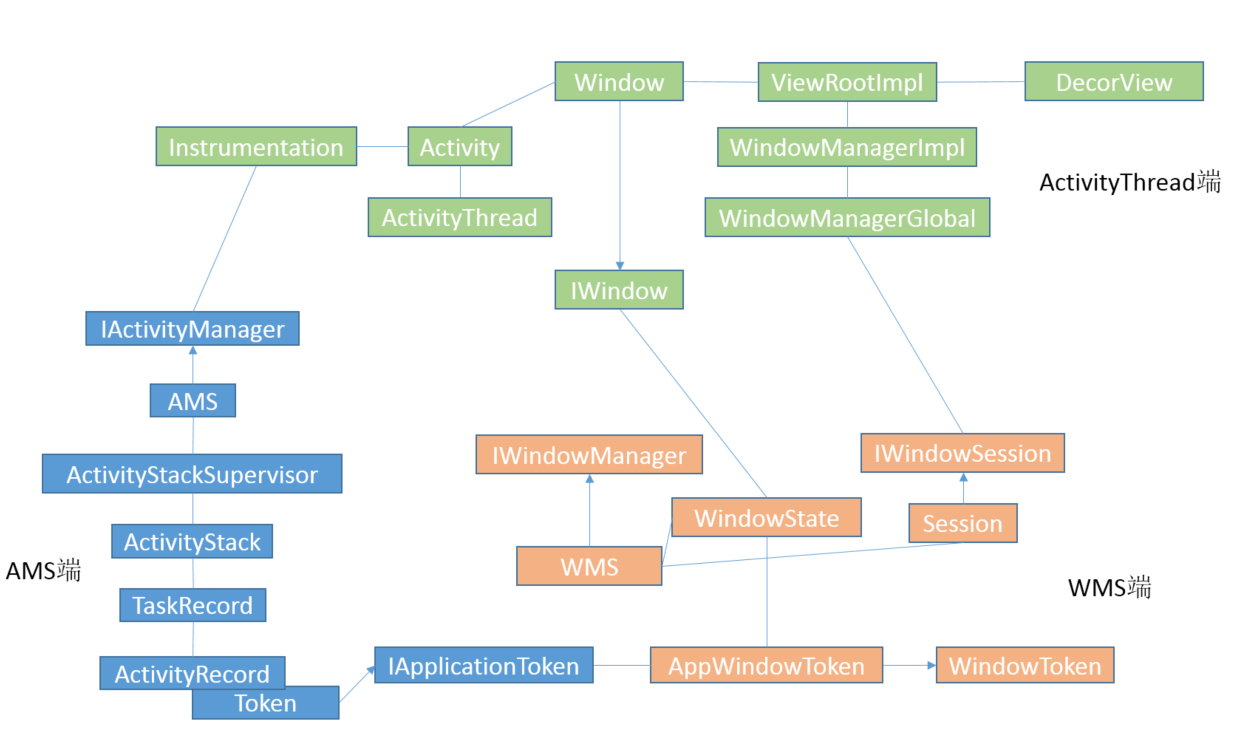 Window
ViewRootImpl
DecorView
Instrumentation
Activity
WindowManagerImpl
ActivityThread端
ActivityThread
WindowManagerGlobal
IWindow
IActivityManager
AMS
IWindowManager
IWindowSession
ActivityStackSupervisor
WindowState
Session
ActivityStack
WMS
AMS端
WMS端
TaskRecord
IApplicationToken
AppWindowToken
WindowToken
ActivityRecord
Token